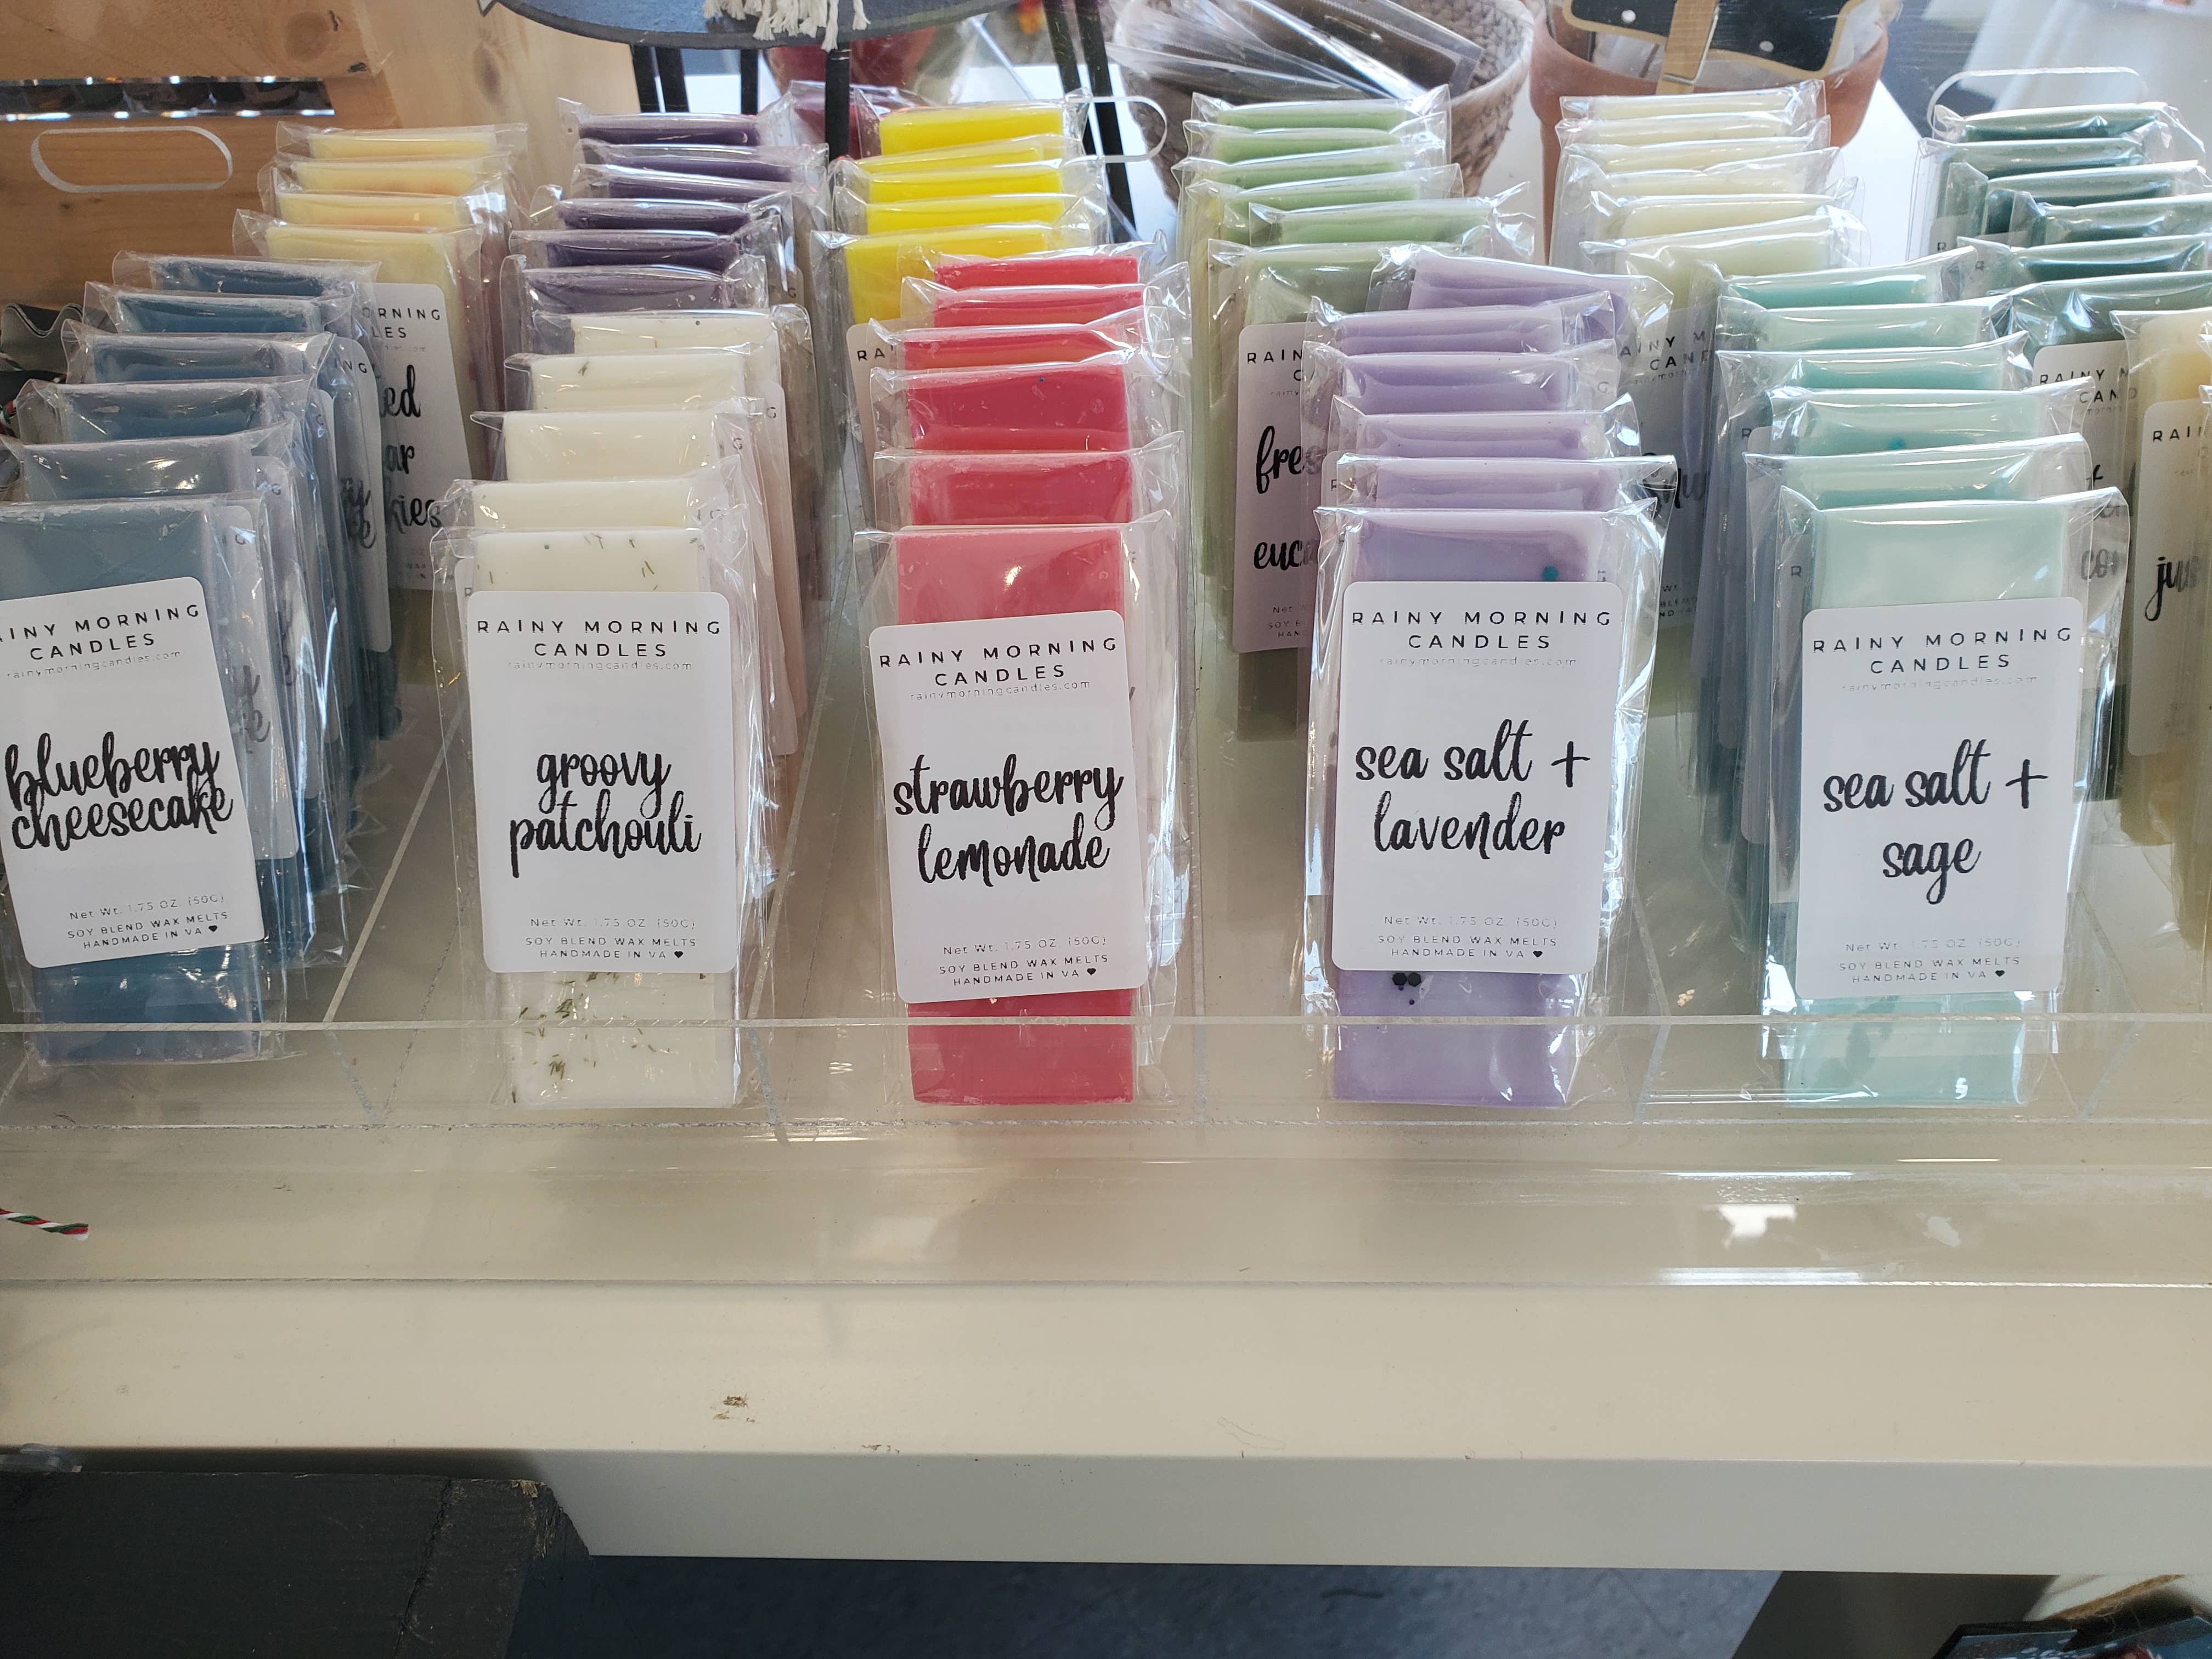 RAINY MORNING
CANDLES
rainymorningcandles.com
blueberry
cheesecake
Net Wt. 1.75 OZ. (50G)
SOY BLEND WAX MELTS
HANDMADE IN VA ♥
RAINY MORNING
CANDLES
rainymorningcandles.com
groovy
patchouli
Net Wt. 1.75 OZ. (50G)
SOY BLEND WAX MELTS
HANDMADE IN VA ♥
RAINY MORNING
CANDLES
rainymorningcandles.com
strawberry
lemonade
Net Wt. 1.75 OZ. (50G)
SOY BLEND WAX MELTS
HANDMADE IN VA ♥
RAINY MORNING
CANDLES
rainymorningcandles.com
sea salt +
lavender
Net Wt. 1.75 OZ. (50G)
SOY BLEND WAX MELTS
HANDMADE IN VA ♥
RAINY MORNING
CANDLES
rainymorningcandles.com
sea salt +
sage
Net Wt. 1.75 OZ. (50G)
SOY BLEND WAX MELTS
HANDMADE IN VA ♥